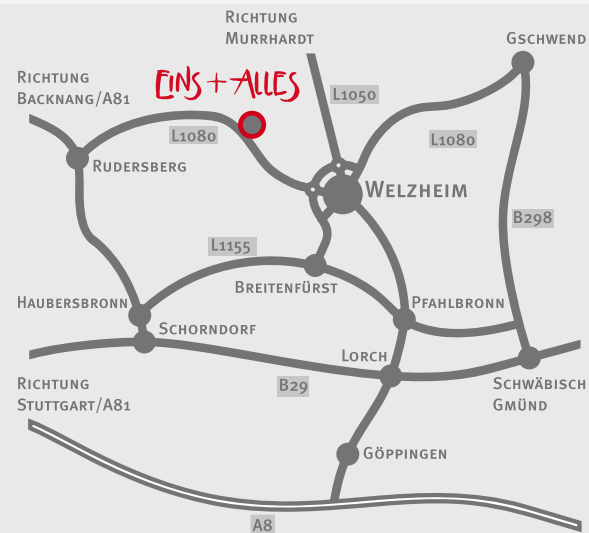 RICHTUNG
MURRHARDT
GSCHWEND
RICHTUNG
BACKNANG/A81
EINS + ALLES
L1050
L1080
L1080
RUDERSBERG
WELZHEIM
B298
L1155
BREITENFÜRST
HAUBERSBRONN
PFAHLBRONN
SCHORNDORF
LORCH
RICHTUNG
STUTTGART/A81
B29
SCHWÄBISCH
GMÜND
GÖPPINGEN
A8